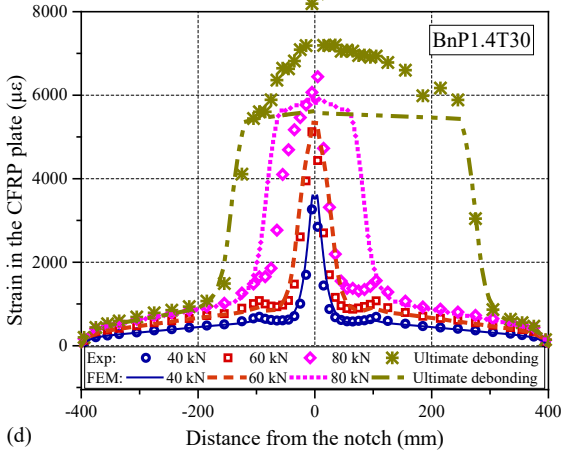 8000
BnP1.4T30
6000
4000
2000
0
Strain in the CFRP plate (με)
Exp: 40 kN 60 kN 80 kN Ultimate debonding
FEM: 40 kN 60 kN 80 kN Ultimate debonding
-400 -200 0 200 400
(d) Distance from the notch (mm)